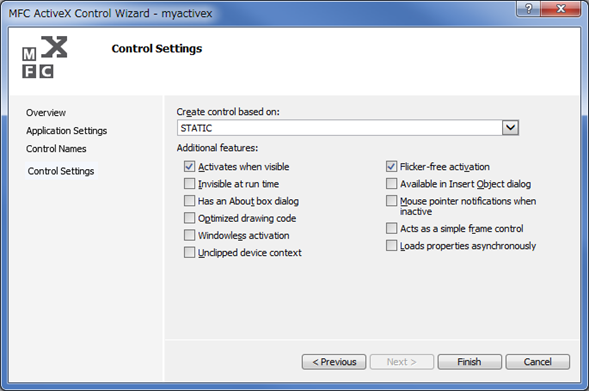 MFC ActiveX Control Wizard - myactivex
MFC
X
Control Settings
Overview
Application Settings
Control Names
Control Settings
Create control based on:
STATIC
Additional features:
Activates when visible
Invisible at run time
Has an About box dialog
Optimized drawing code
Windowless activation
Unclipped device context
Flicker-free activation
Available in Insert Object dialog
Mouse pointer notifications when
inactive
Acts as a simple frame control
Loads properties asynchronously
< Previous
Next >
Finish
Cancel